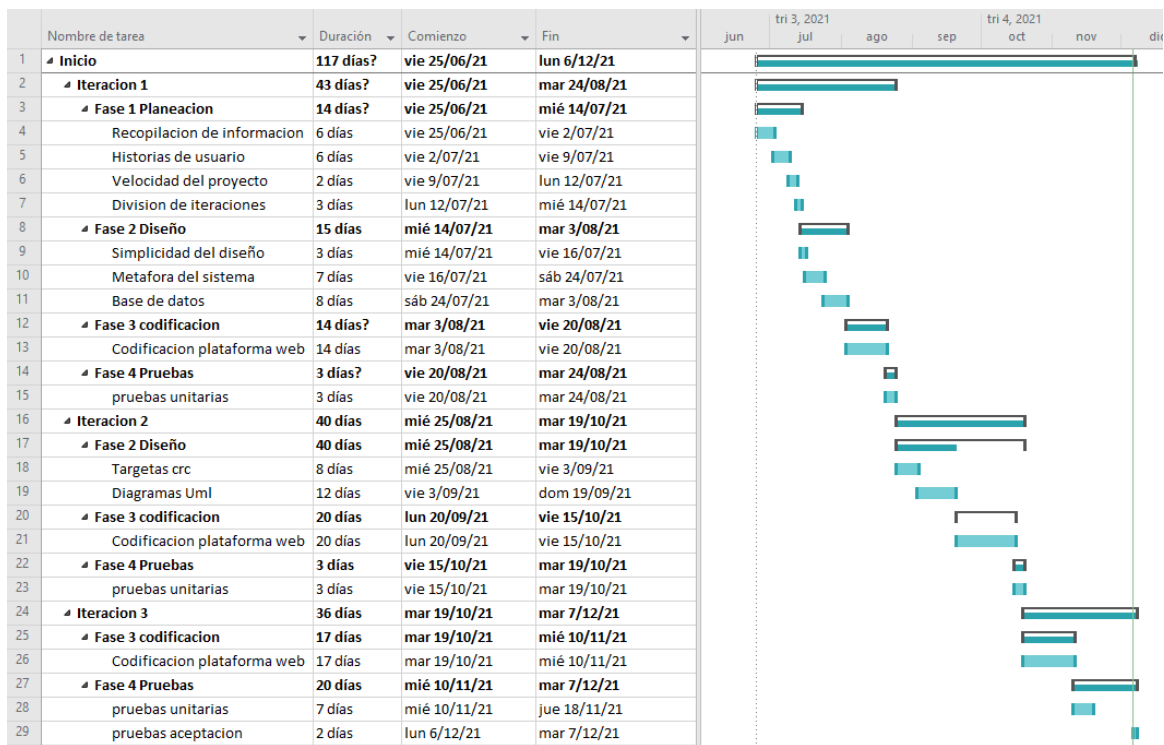 tri 3, 2021 tri 4, 2021
Nombre de tarea Duración Comienzo Fin jun jul ago sep oct nov dic
1 Inicio 117 días? vie 25/06/21 lun 6/12/21
2 Iteracion 1 43 días? vie 25/06/21 mar 24/08/21
3 Fase 1 Planeacion 14 días? vie 25/06/21 mié 14/07/21
4 Recopilacion de informacion 6 días vie 25/06/21 vie 2/07/21
5 Historias de usuario 6 días vie 2/07/21 vie 9/07/21
6 Velocidad del proyecto 2 días vie 9/07/21 lun 12/07/21
7 Division de iteraciones 3 días lun 12/07/21 mié 14/07/21
8 Fase 2 Diseño 15 días mié 14/07/21 mar 3/08/21
9 Simplicidad del diseño 3 días mié 14/07/21 vie 16/07/21
10 Metafora del sistema 7 días vie 16/07/21 sáb 24/07/21
11 Base de datos 8 días sáb 24/07/21 mar 3/08/21
12 Fase 3 codificacion 14 días? mar 3/08/21 vie 20/08/21
13 Codificacion plataforma web 14 días mar 3/08/21 vie 20/08/21
14 Fase 4 Pruebas 3 días? vie 20/08/21 mar 24/08/21
15 pruebas unitarias 3 días vie 20/08/21 mar 24/08/21
16 Iteracion 2 40 días mié 25/08/21 mar 19/10/21
17 Fase 2 Diseño 40 días mié 25/08/21 mar 19/10/21
18 Targetas crc 8 días mié 25/08/21 vie 3/09/21
19 Diagramas Uml 12 días vie 3/09/21 dom 19/09/21
20 Fase 3 codificacion 20 días lun 20/09/21 vie 15/10/21
21 Codificacion plataforma web 20 días lun 20/09/21 vie 15/10/21
22 Fase 4 Pruebas 3 días vie 15/10/21 mar 19/10/21
23 pruebas unitarias 3 días vie 15/10/21 mar 19/10/21
24 Iteracion 3 36 días mar 19/10/21 mar 7/12/21
25 Fase 3 codificacion 17 días mar 19/10/21 mié 10/11/21
26 Codificacion plataforma web 17 días mar 19/10/21 mié 10/11/21
27 Fase 4 Pruebas 20 días mié 10/11/21 mar 7/12/21
28 pruebas unitarias 7 días mié 10/11/21 jue 18/11/21
29 pruebas aceptacion 2 días lun 6/12/21 mar 7/12/21